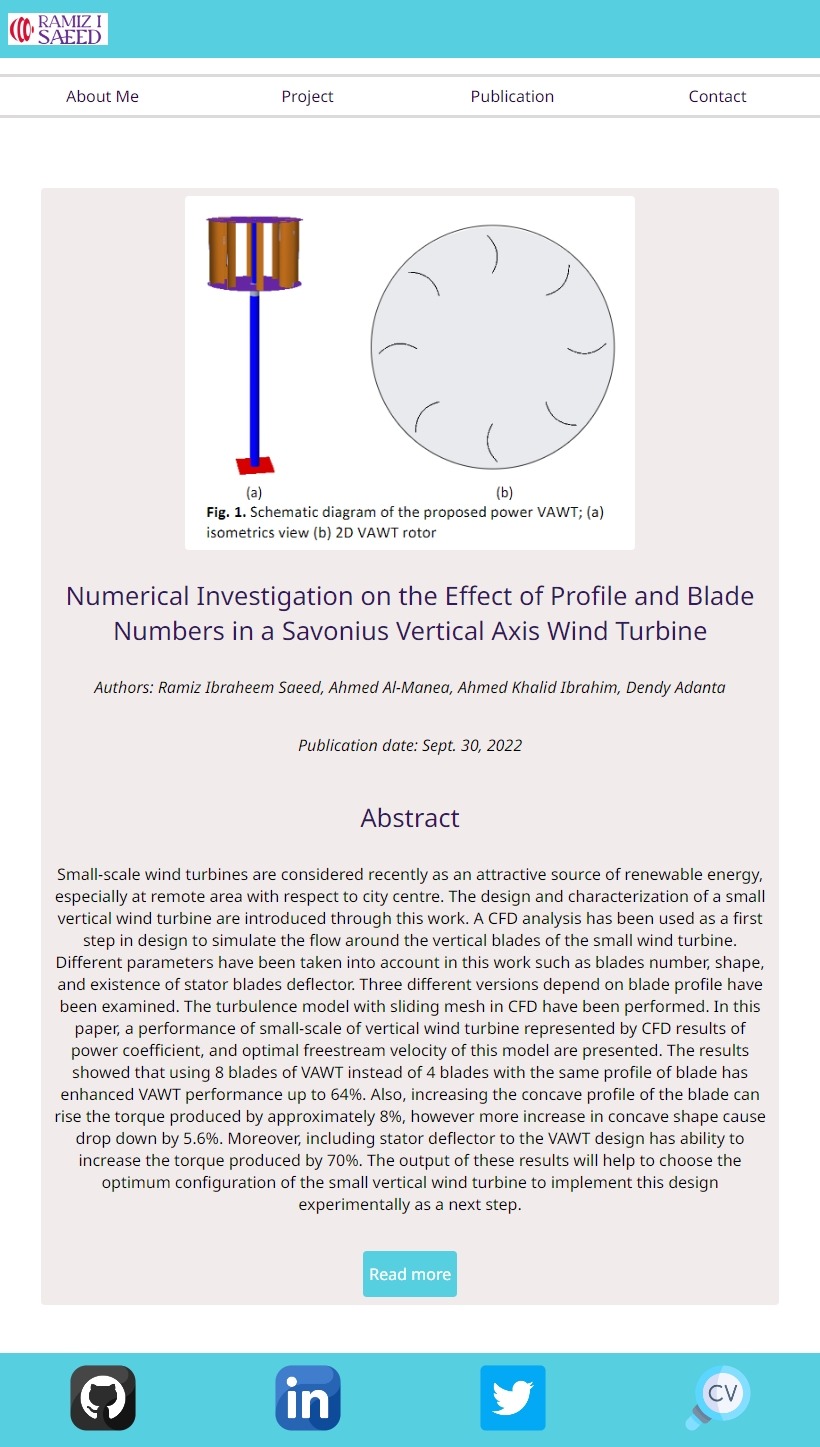 RAMIZ I
SAEED
About Me Project Publication Contact
(a) (b)
Fig. 1. Schematic diagram of the proposed power VAWT; (a)
isometrics view (b) 2D VAWT rotor
Numerical Investigation on the Effect of Profile and Blade
Numbers in a Savonius Vertical Axis Wind Turbine
Authors: Ramiz Ibraheem Saeed, Ahmed Al-Manea, Ahmed Khalid Ibrahim, Dendy Adanta
Publication date: Sept. 30, 2022
Abstract
Small-scale wind turbines are considered recently as an attractive source of renewable energy,
especially at remote area with respect to city centre. The design and characterization of a small
vertical wind turbine are introduced through this work. A CFD analysis has been used as a first
step in design to simulate the flow around the vertical blades of the small wind turbine.
Different parameters have been taken into account in this work such as blades number, shape,
and existence of stator blades deflector. Three different versions depend on blade profile have
been examined. The turbulence model with sliding mesh in CFD have been performed. In this
paper, a performance of small-scale of vertical wind turbine represented by CFD results of
power coefficient, and optimal freestream velocity of this model are presented. The results
showed that using 8 blades of VAWT instead of 4 blades with the same profile of blade has
enhanced VAWT performance up to 64%. Also, increasing the concave profile of the blade can
rise the torque produced by approximately 8%, however more increase in concave shape cause
drop down by 5.6%. Moreover, including stator deflector to the VAWT design has ability to
increase the torque produced by 70%. The output of these results will help to choose the
optimum configuration of the small vertical wind turbine to implement this design
experimentally as a next step.
Read more
in CV